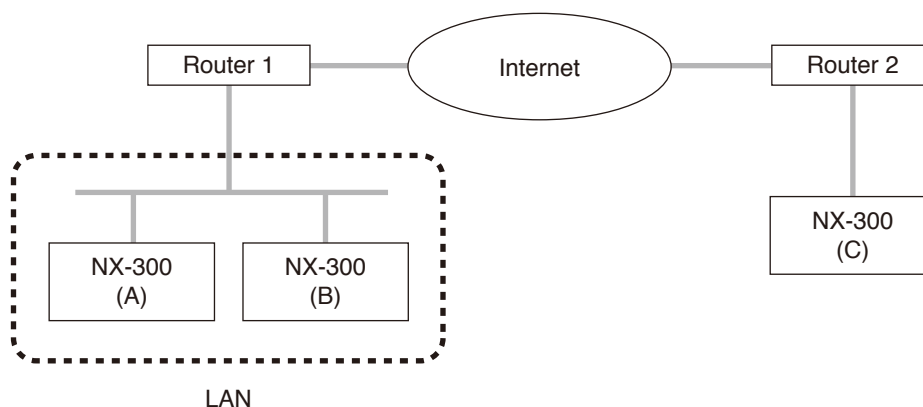 Router 1
Internet
Router 2
NX-300
(A)
NX-300
(B)
NX-300
(C)
LAN